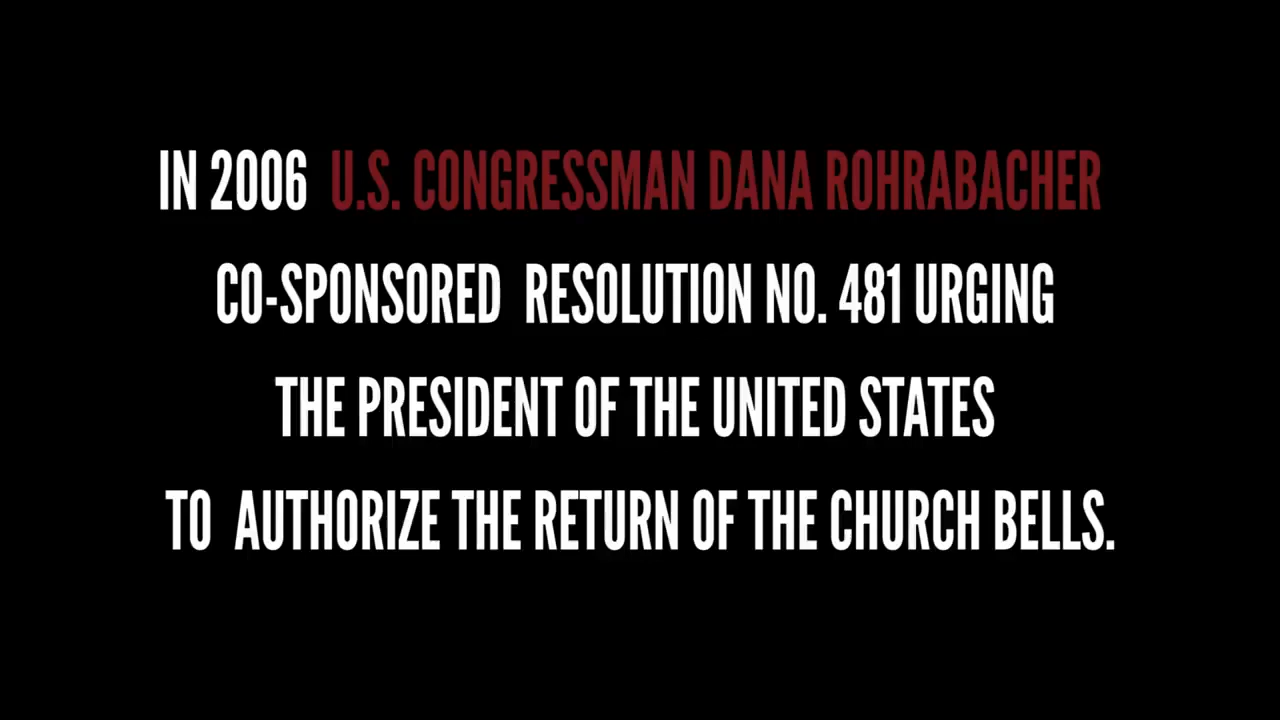 IN 2006 U.S. CONGRESSMAN DANA ROHRABACHER
CO-SPONSORED RESOLUTION NO. 481 URGING
THE PRESIDENT OF THE UNITED STATES
TO AUTHORIZE THE RETURN OF THE CHURCH BELLS.